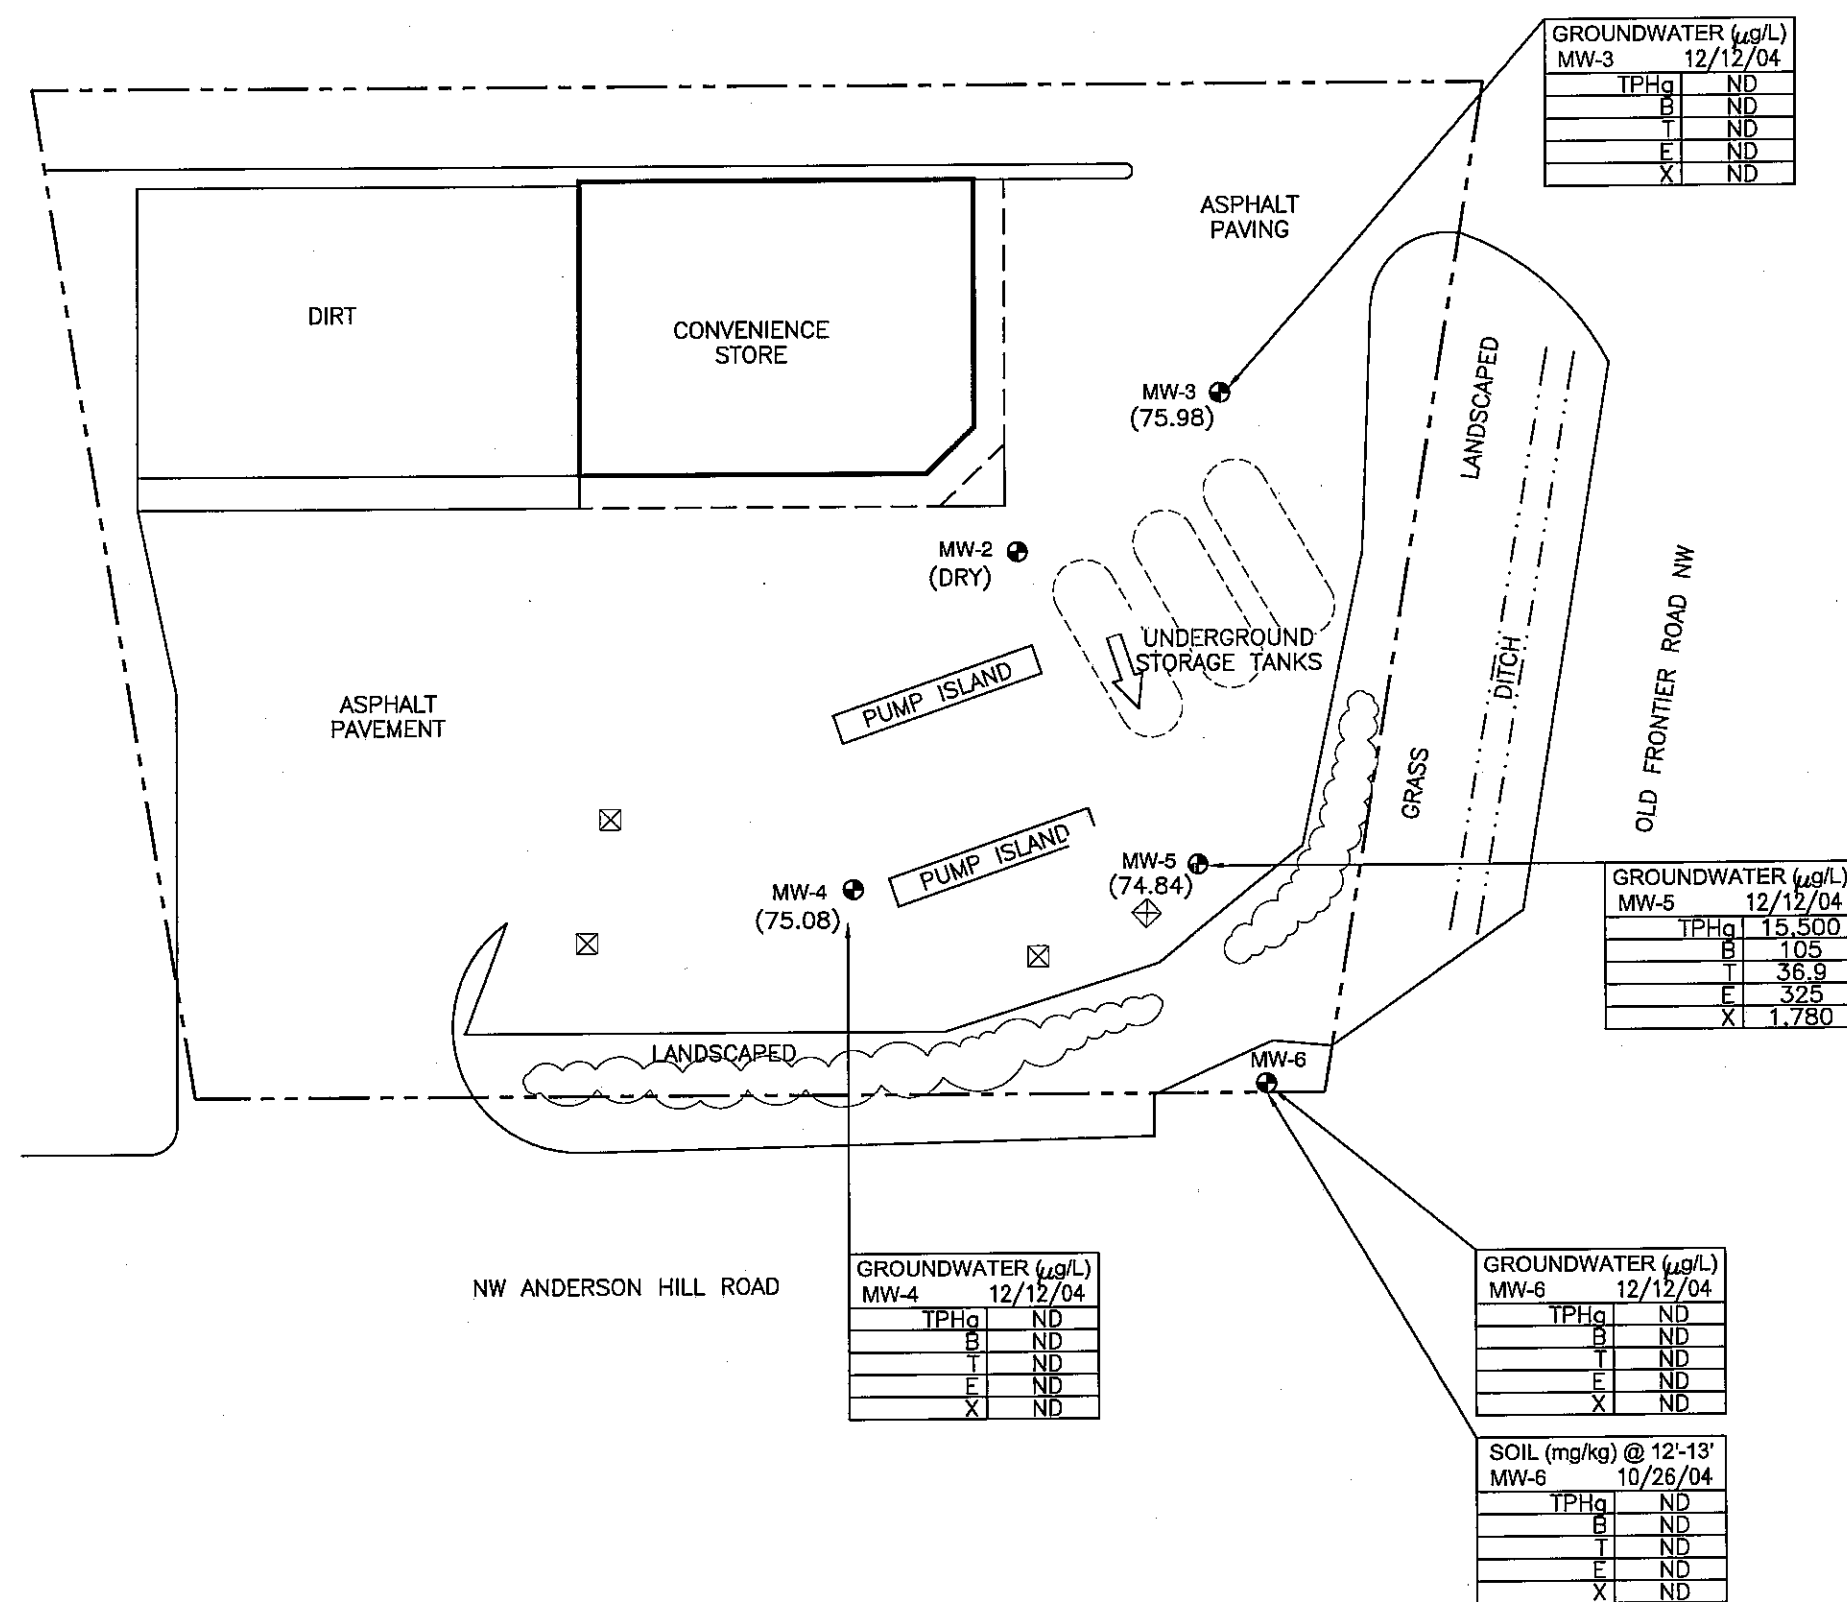 GROUNDWATER (µg/L)
MW-3 12/12/04
TPHg ND
B ND
T ND
E ND
X ND
ASPHALT
PAVING
DIRT
CONVENIENCE
STORE
LANDSCAPED
MW-3
(75.98)
MW-2
(DRY)
UNDERGROUND
STORAGE TANKS
PUMP ISLAND
DITCH
OLD FRONTIER ROAD NW
ASPHALT
PAVEMENT
GRASS
PUMP ISLAND
MW-5
(74.84)
MW-4
(75.08)
GROUNDWATER (µg/L)
MW-5 12/12/04
TPHg 15,500
B 105
T 36.9
E 325
X 1,780
LANDSCAPED
MW-6
NW ANDERSON HILL ROAD
GROUNDWATER (µg/L)
MW-4 12/12/04
TPHg ND
B ND
T ND
E ND
X ND
GROUNDWATER (µg/L)
MW-6 12/12/04
TPHg ND
B ND
T ND
E ND
X ND
SOIL (mg/kg) @ 12'-13'
MW-6 10/26/04
TPHg ND
B ND
T ND
E ND
X ND